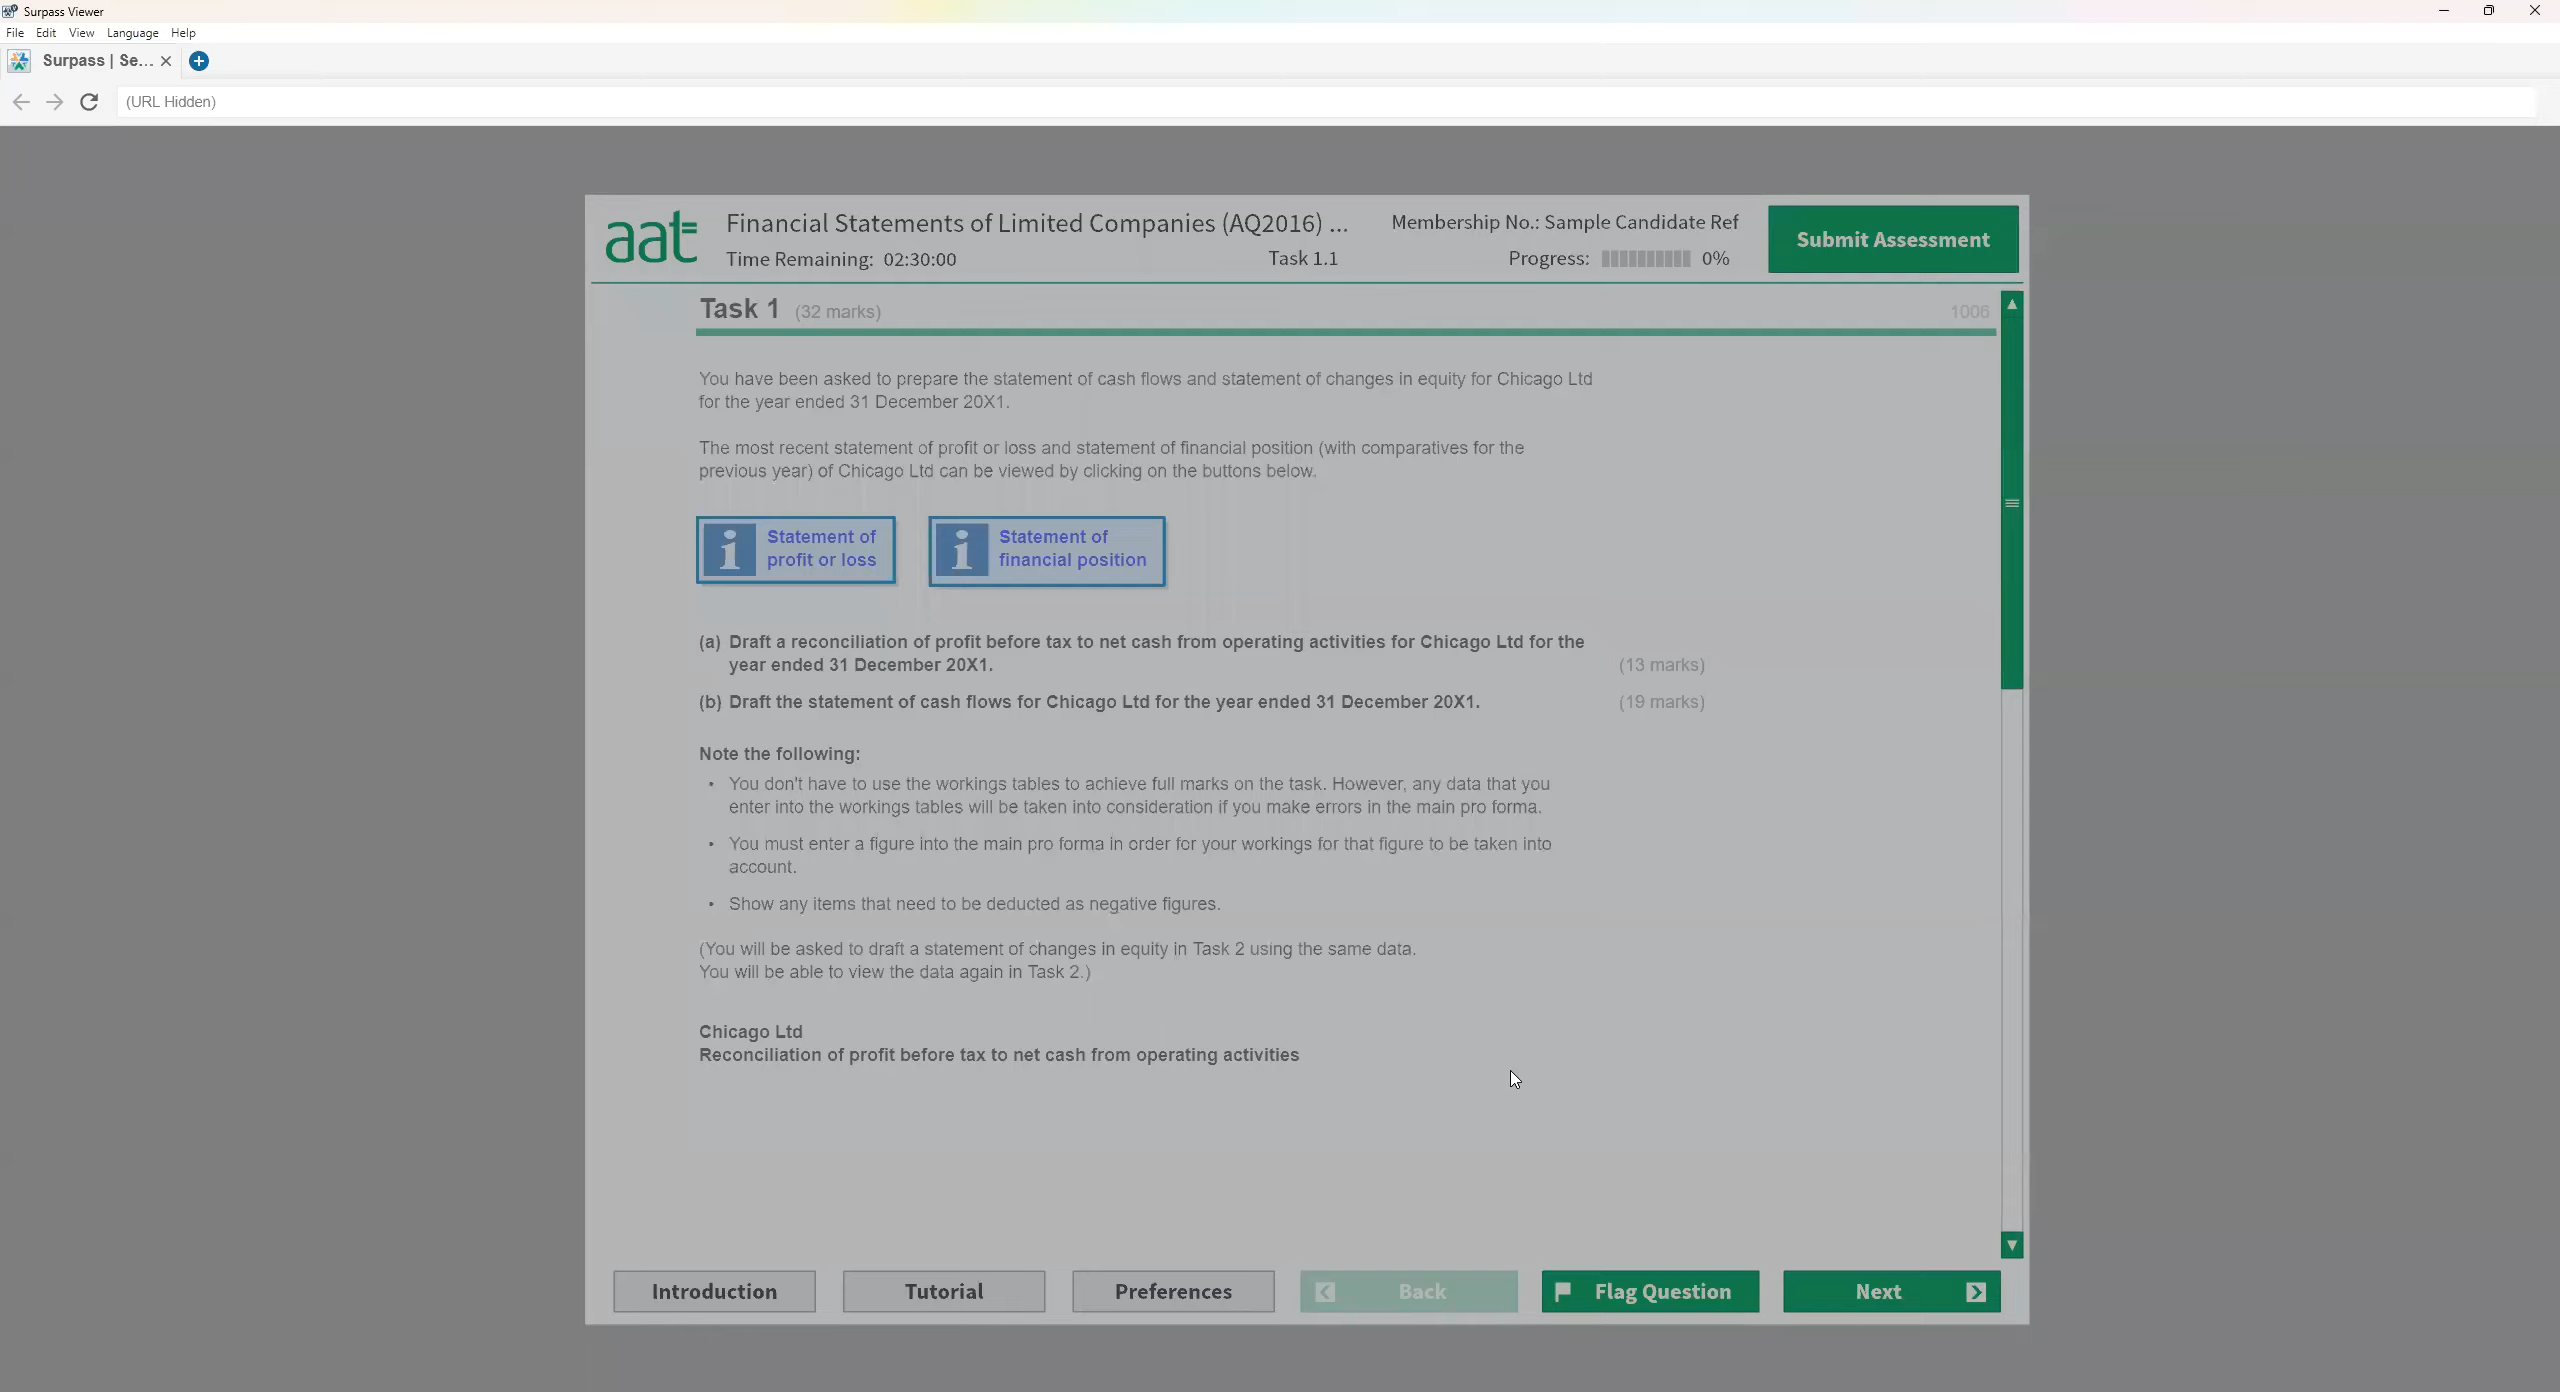 Surpass Viewer
File Edit View Language Help
Surpass | Se...
(URL Hidden)
aat
Financial Statements of Limited Companies (AQ2016) ...
Membership No.: Sample Candidate Ref
Submit Assessment
Time Remaining: 02:30:00
Task 1.1
Progress: 0%
Task 1 (32 marks)
1006
You have been asked to prepare the statement of cash flows and statement of changes in equity for Chicago Ltd
for the year ended 31 December 20X1.
The most recent statement of profit or loss and statement of financial position (with comparatives for the
previous year) of Chicago Ltd can be viewed by clicking on the buttons below.
i
Statement of
profit or loss
i
Statement of
financial position
(a) Draft a reconciliation of profit before tax to net cash from operating activities for Chicago Ltd for the
year ended 31 December 20X1.
(13 marks)
(b) Draft the statement of cash flows for Chicago Ltd for the year ended 31 December 20X1.
(19 marks)
Note the following:
• You don't have to use the workings tables to achieve full marks on the task. However, any data that you
enter into the workings tables will be taken into consideration if you make errors in the main pro forma.
• You must enter a figure into the main pro forma in order for your workings for that figure to be taken into
account.
• Show any items that need to be deducted as negative figures.
(You will be asked to draft a statement of changes in equity in Task 2 using the same data.
You will be able to view the data again in Task 2.)
Chicago Ltd
Reconciliation of profit before tax to net cash from operating activities
Introduction
Tutorial
Preferences
Back
Flag Question
Next